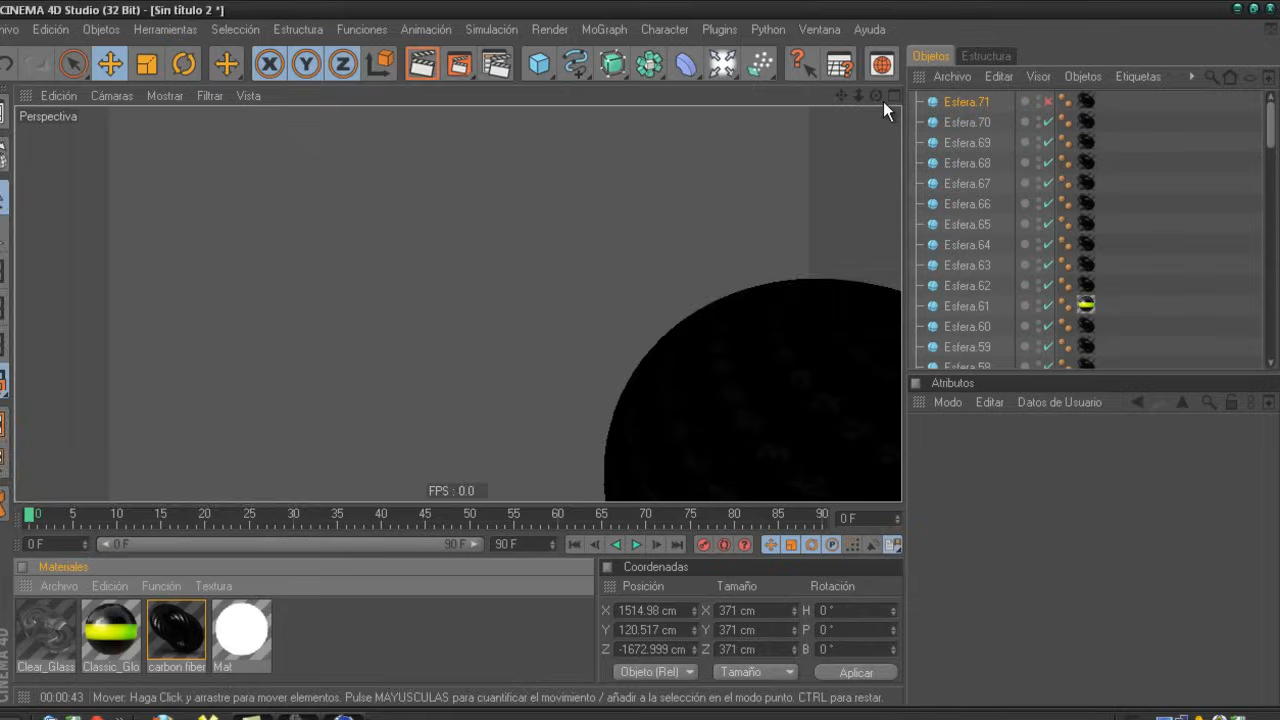 CINEMA 4D Studio (32 Bit) - [Sin título 2 *]
hivo Edición Objetos Herramientas Selección Estructura Funciones Animación Simulación Render MoGraph Character Plugins Python Ventana Ayuda
Objetos Estructura
Archivo Editar Visor Objetos Etiquetas
Edición Cámaras Mostrar Filtrar Vista
Perspectiva
Esfera.71
Esfera.70
Esfera.69
Esfera.68
Esfera.67
Esfera.66
Esfera.65
Esfera.64
Esfera.63
Esfera.62
Esfera.61
Esfera.60
Esfera.59
Esfera.58
Atributos
Modo Editar Datos de Usuario
FPS : 0.0
0 5 10 15 20 25 30 35 40 45 50 55 60 65 70 75 80 85 90 0 F
0 F 0 F 90 F 90 F
Materiales
Archivo Edición Función Textura
Clear_Glass Classic_Glo carbon fiber Mat
Coordenadas
Posición Tamaño Rotación
X 1514.98 cm X 371 cm H 0 °
Y 120.517 cm Y 371 cm P 0 °
Z -1672.999 cm Z 371 cm B 0 °
Objeto (Rel) Tamaño Aplicar
CINEMA 4D
00:00:43 Mover: Haga Click y arrastre para mover elementos. Pulse MAYUSCULAS para cuantificar el movimiento / añadir a la selección en el modo punto. CTRL para restar.